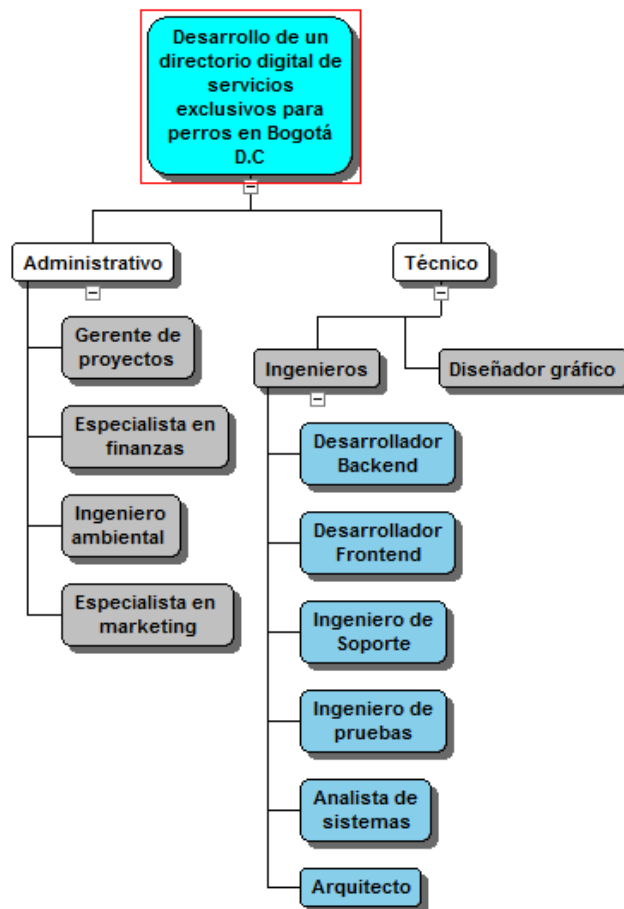 Desarrollo de un
directorio digital de
servicios
exclusivos para
perros en Bogotá
D.C
Administrativo
Técnico
Gerente de
proyectos
Especialista en
finanzas
Ingeniero
ambiental
Especialista en
marketing
Ingenieros
Diseñador gráfico
Desarrollador
Backend
Desarrollador
Frontend
Ingeniero de
Soporte
Ingeniero de
pruebas
Analista de
sistemas
Arquitecto